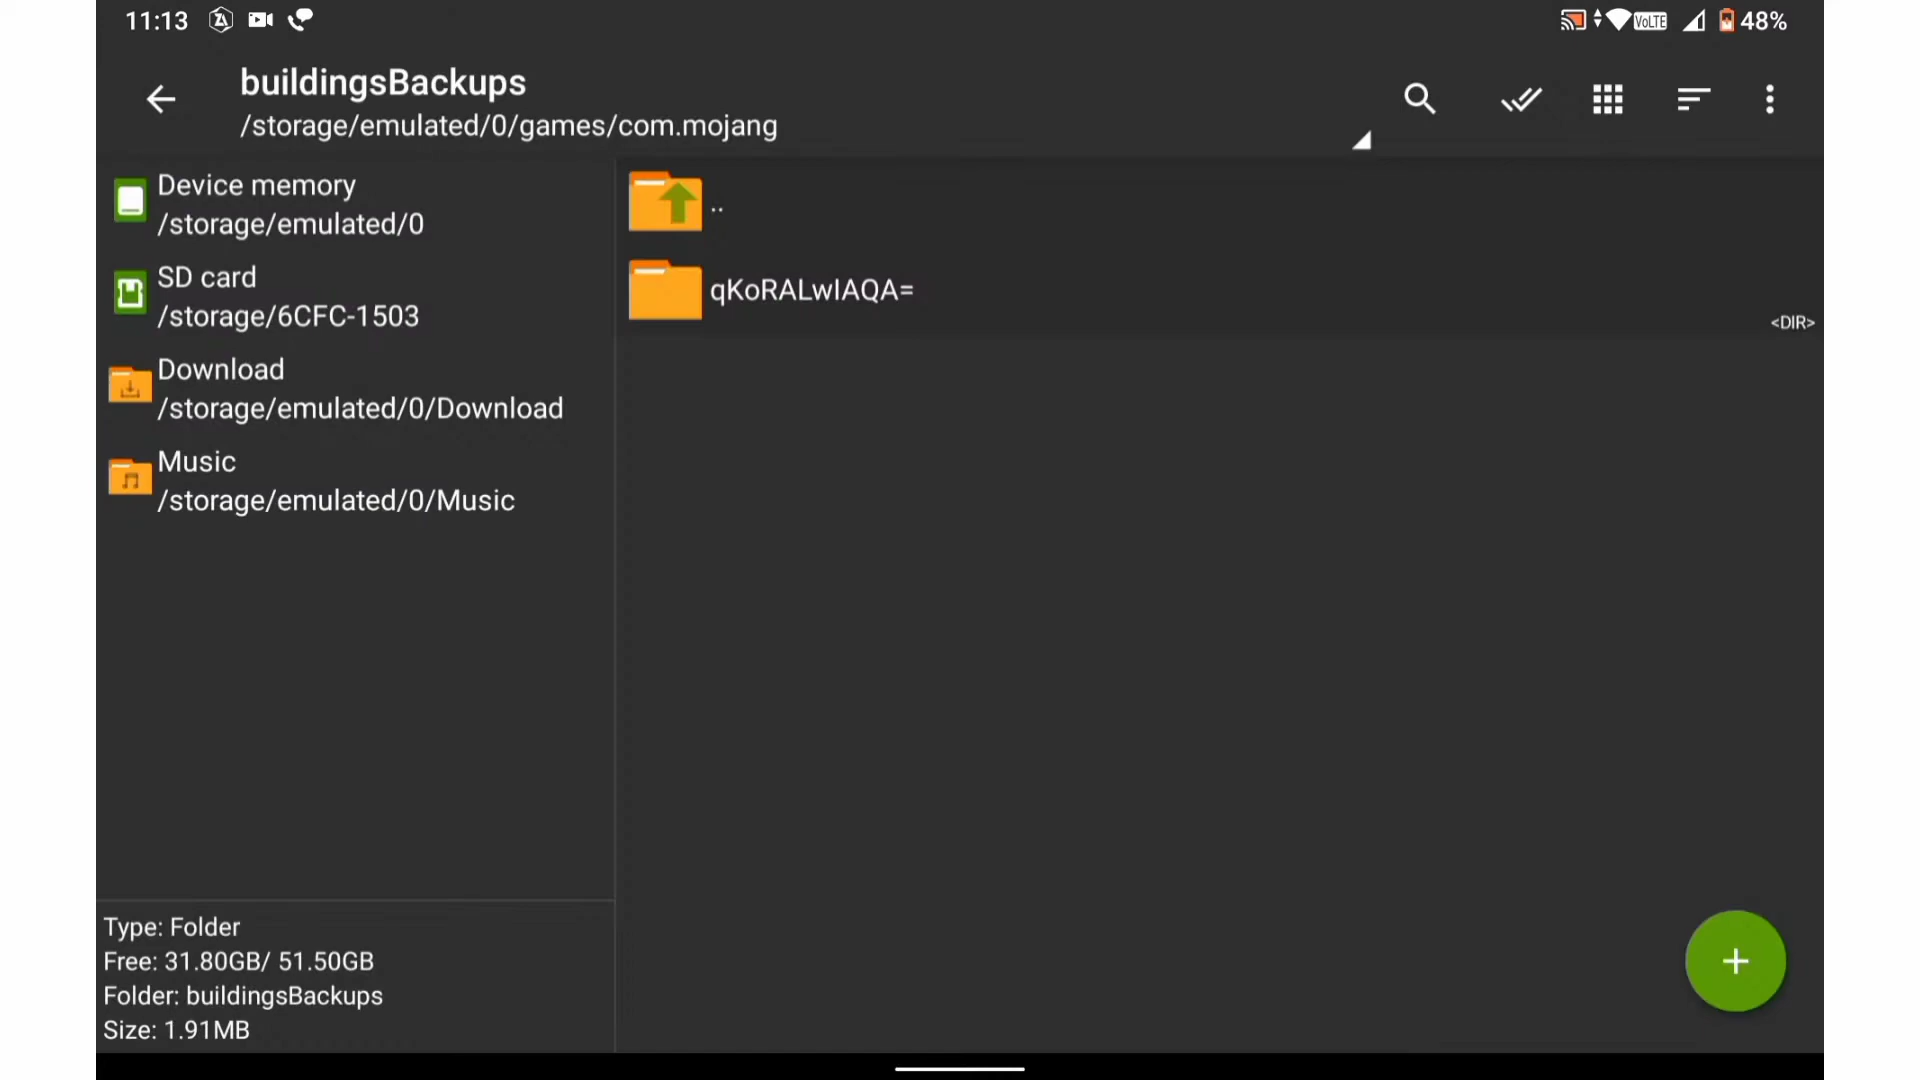 11:13
VoLTE
48%
buildingsBackups
/storage/emulated/0/games/com.mojang
Device memory
/storage/emulated/0
SD card
/storage/6CFC-1503
Download
/storage/emulated/0/Download
Music
/storage/emulated/0/Music
..
qKoRALwIAQA=
<DIR>
Type: Folder
Free: 31.80GB/ 51.50GB
Folder: buildingsBackups
Size: 1.91MB